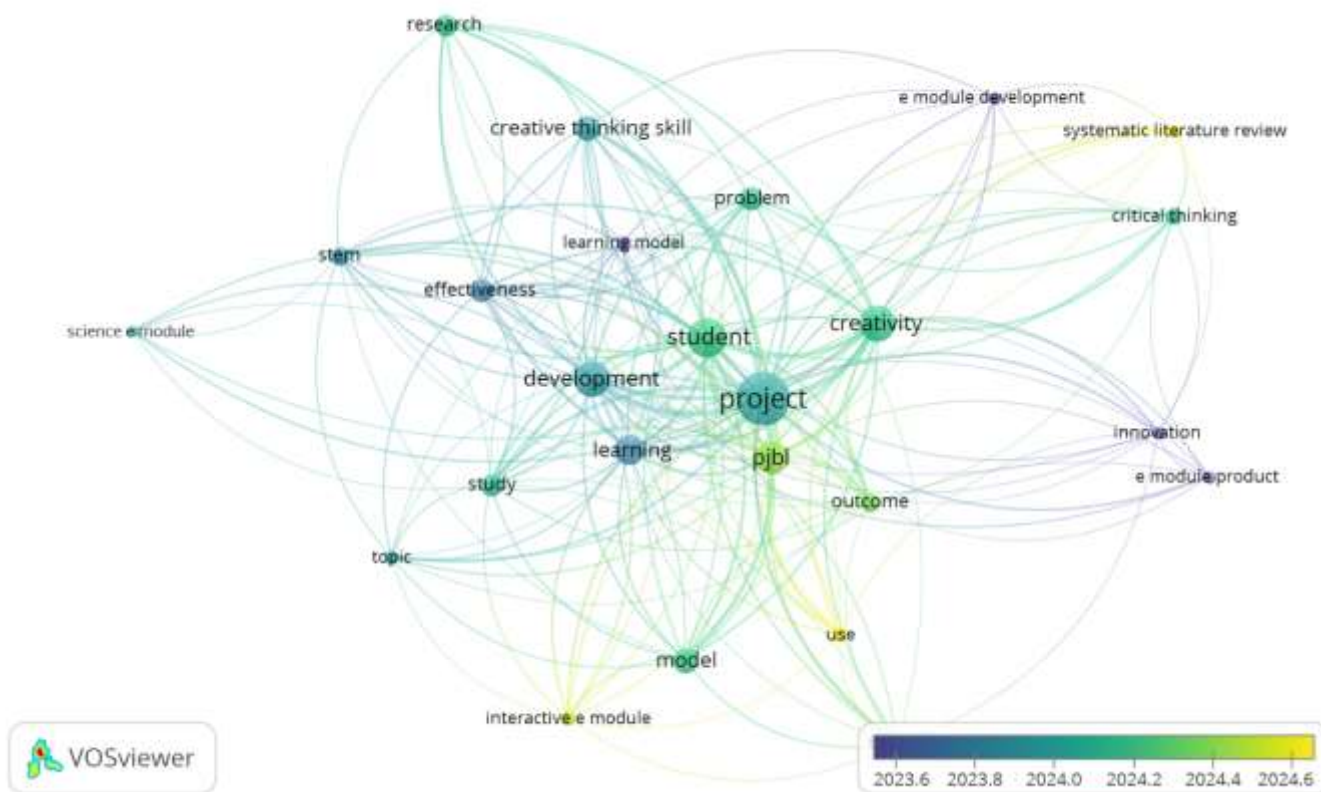 research
e module development
creative thinking skill
systematic literature review
problem
critical thinking
learning model
stem
effectiveness
science e module
creativity
student
development
project
learning
innovation
pjbl
e module product
study
outcome
topic
use
model
interactive e module
VOSviewer
2023.6 2023.8 2024.0 2024.2 2024.4 2024.6